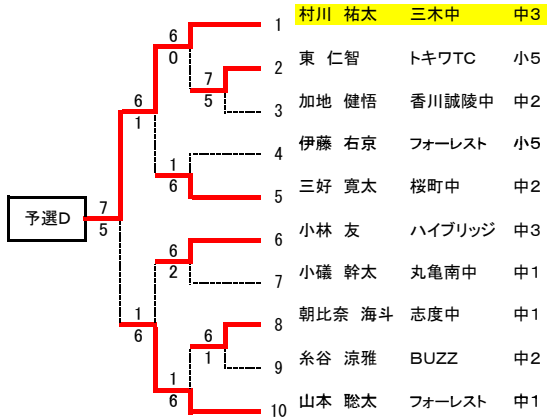 1 村川 祐太 三木中 中3
6
0
2 東 仁智 トキワTC 小5
7
5
3 加地 健悟 香川誠陵中 中2
6
1
4 伊藤 右京 フォーレスト 小5
1
6
5 三好 寛太 桜町中 中2
予選D
7
5
6 小林 友 ハイブリッジ 中3
6
2
7 小磯 幹太 丸亀南中 中1
8 朝比奈 海斗 志度中 中1
1
6
6
1
9 糸谷 涼雅 BUZZ 中2
1
6
10 山本 聡太 フォーレスト 中1